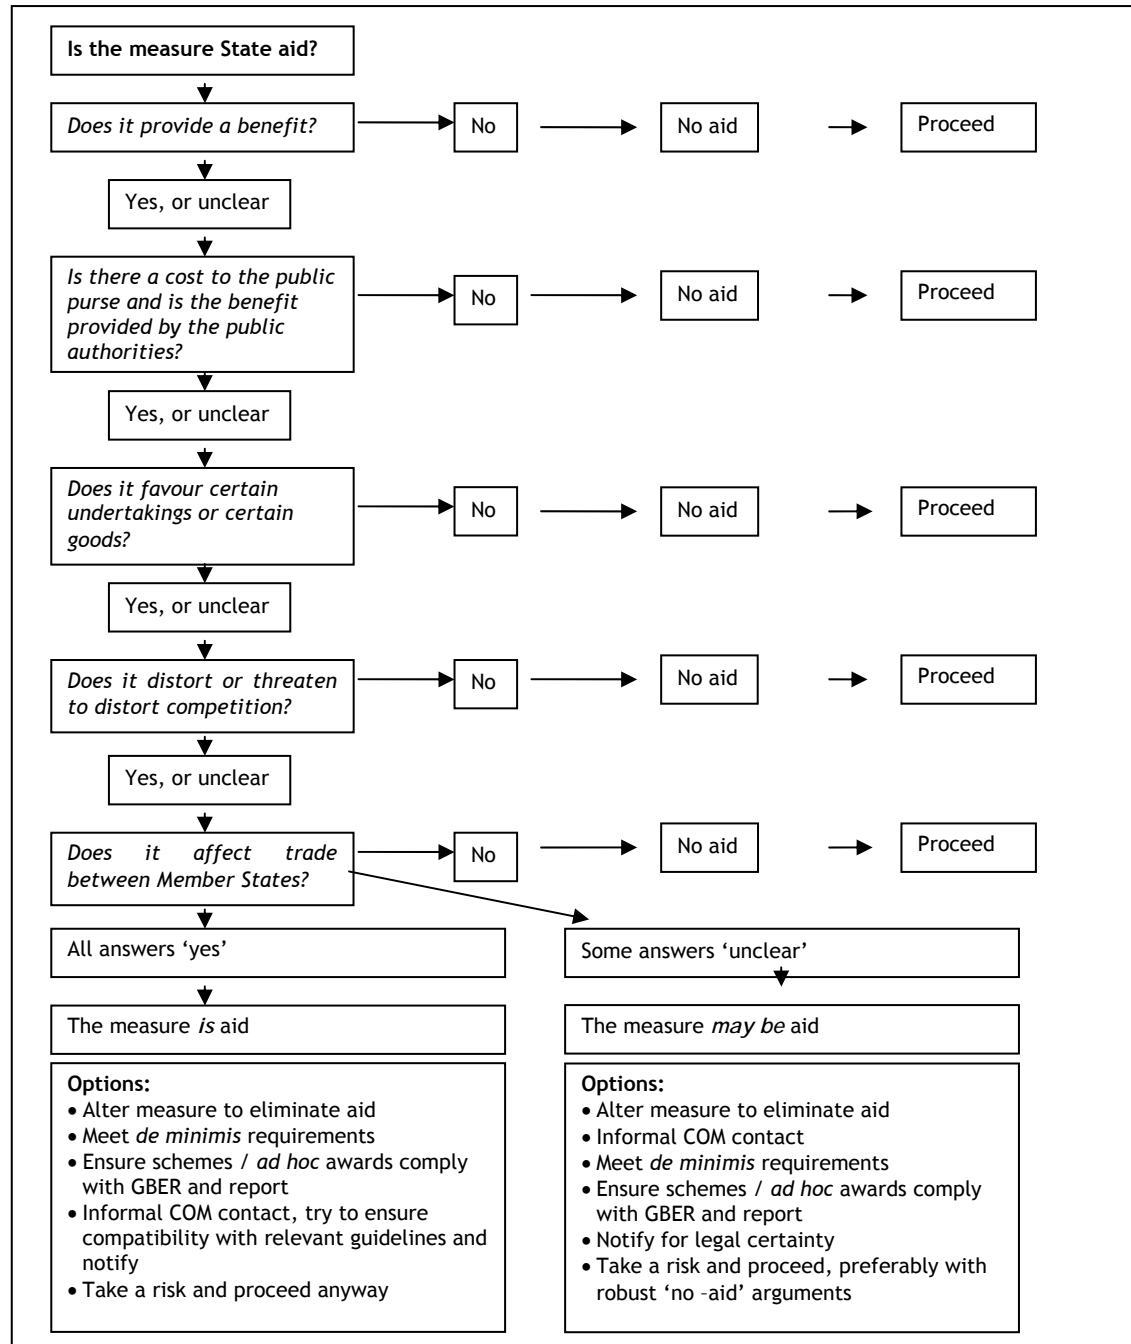 Is the measure State aid?
Does it provide a benefit?
No
No aid
Proceed
Yes, or unclear
Is there a cost to the public
purse and is the benefit
provided by the public
authorities?
No
No aid
Proceed
Yes, or unclear
Does it favour certain
undertakings or certain
goods?
No
No aid
Proceed
Yes, or unclear
Does it distort or threaten
to distort competition?
No
No aid
Proceed
Yes, or unclear
Does it affect trade
between Member States?
No
No aid
Proceed
All answers ‘yes’
The measure is aid
Options:
• Alter measure to eliminate aid
• Meet de minimis requirements
• Ensure schemes / ad hoc awards comply
with GBER and report
• Informal COM contact, try to ensure
compatibility with relevant guidelines and
notify
• Take a risk and proceed anyway
Some answers ‘unclear’
The measure may be aid
Options:
• Alter measure to eliminate aid
• Informal COM contact
• Meet de minimis requirements
• Ensure schemes / ad hoc awards comply
with GBER and report
• Notify for legal certainty
• Take a risk and proceed, preferably with
robust ‘no –aid’ arguments